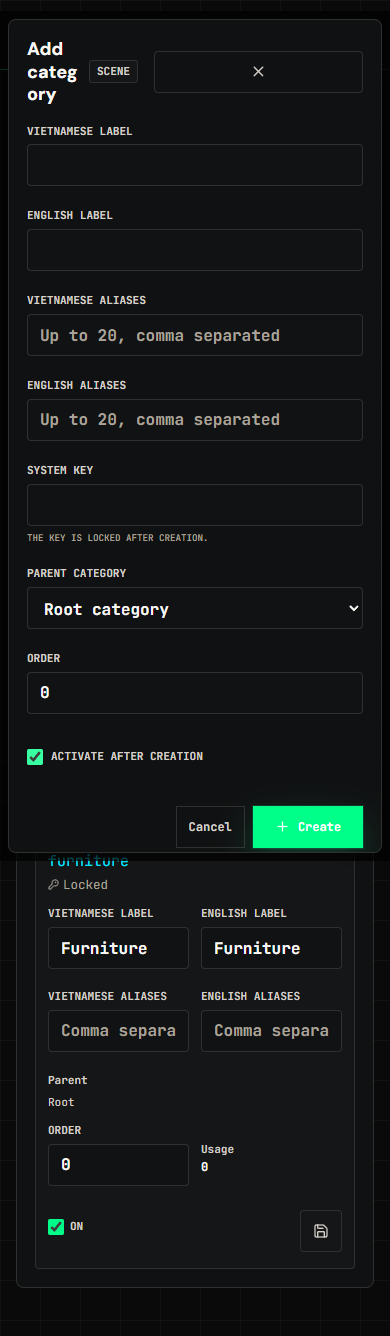 Add
categ
ory
SCENE
VIETNAMESE LABEL
ENGLISH LABEL
VIETNAMESE ALIASES
Up to 20, comma separated
ENGLISH ALIASES
Up to 20, comma separated
SYSTEM KEY
THE KEY IS LOCKED AFTER CREATION.
PARENT CATEGORY
Root category
ORDER
0
ACTIVATE AFTER CREATION
Cancel
Create
furniture
Locked
VIETNAMESE LABEL ENGLISH LABEL
Furniture Furniture
VIETNAMESE ALIASES ENGLISH ALIASES
Comma separa Comma separa
Parent
Root
ORDER
0
Usage
0
ON